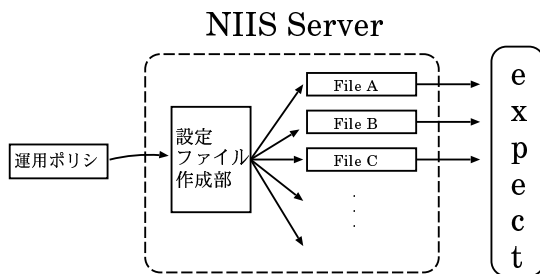 NIIS Server
運用ポリシ
設定
ファイル
作成部
File A
File B
File C
expect